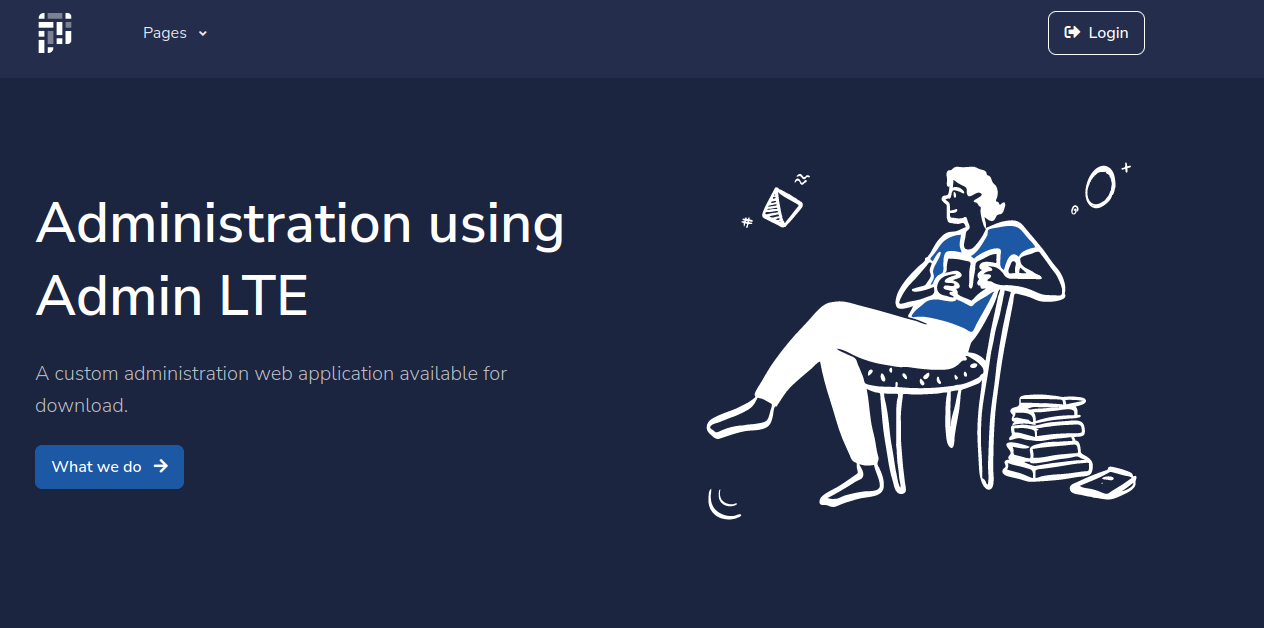 Pages
Login
Administration using
Admin LTE
A custom administration web application available for
download.
What we do